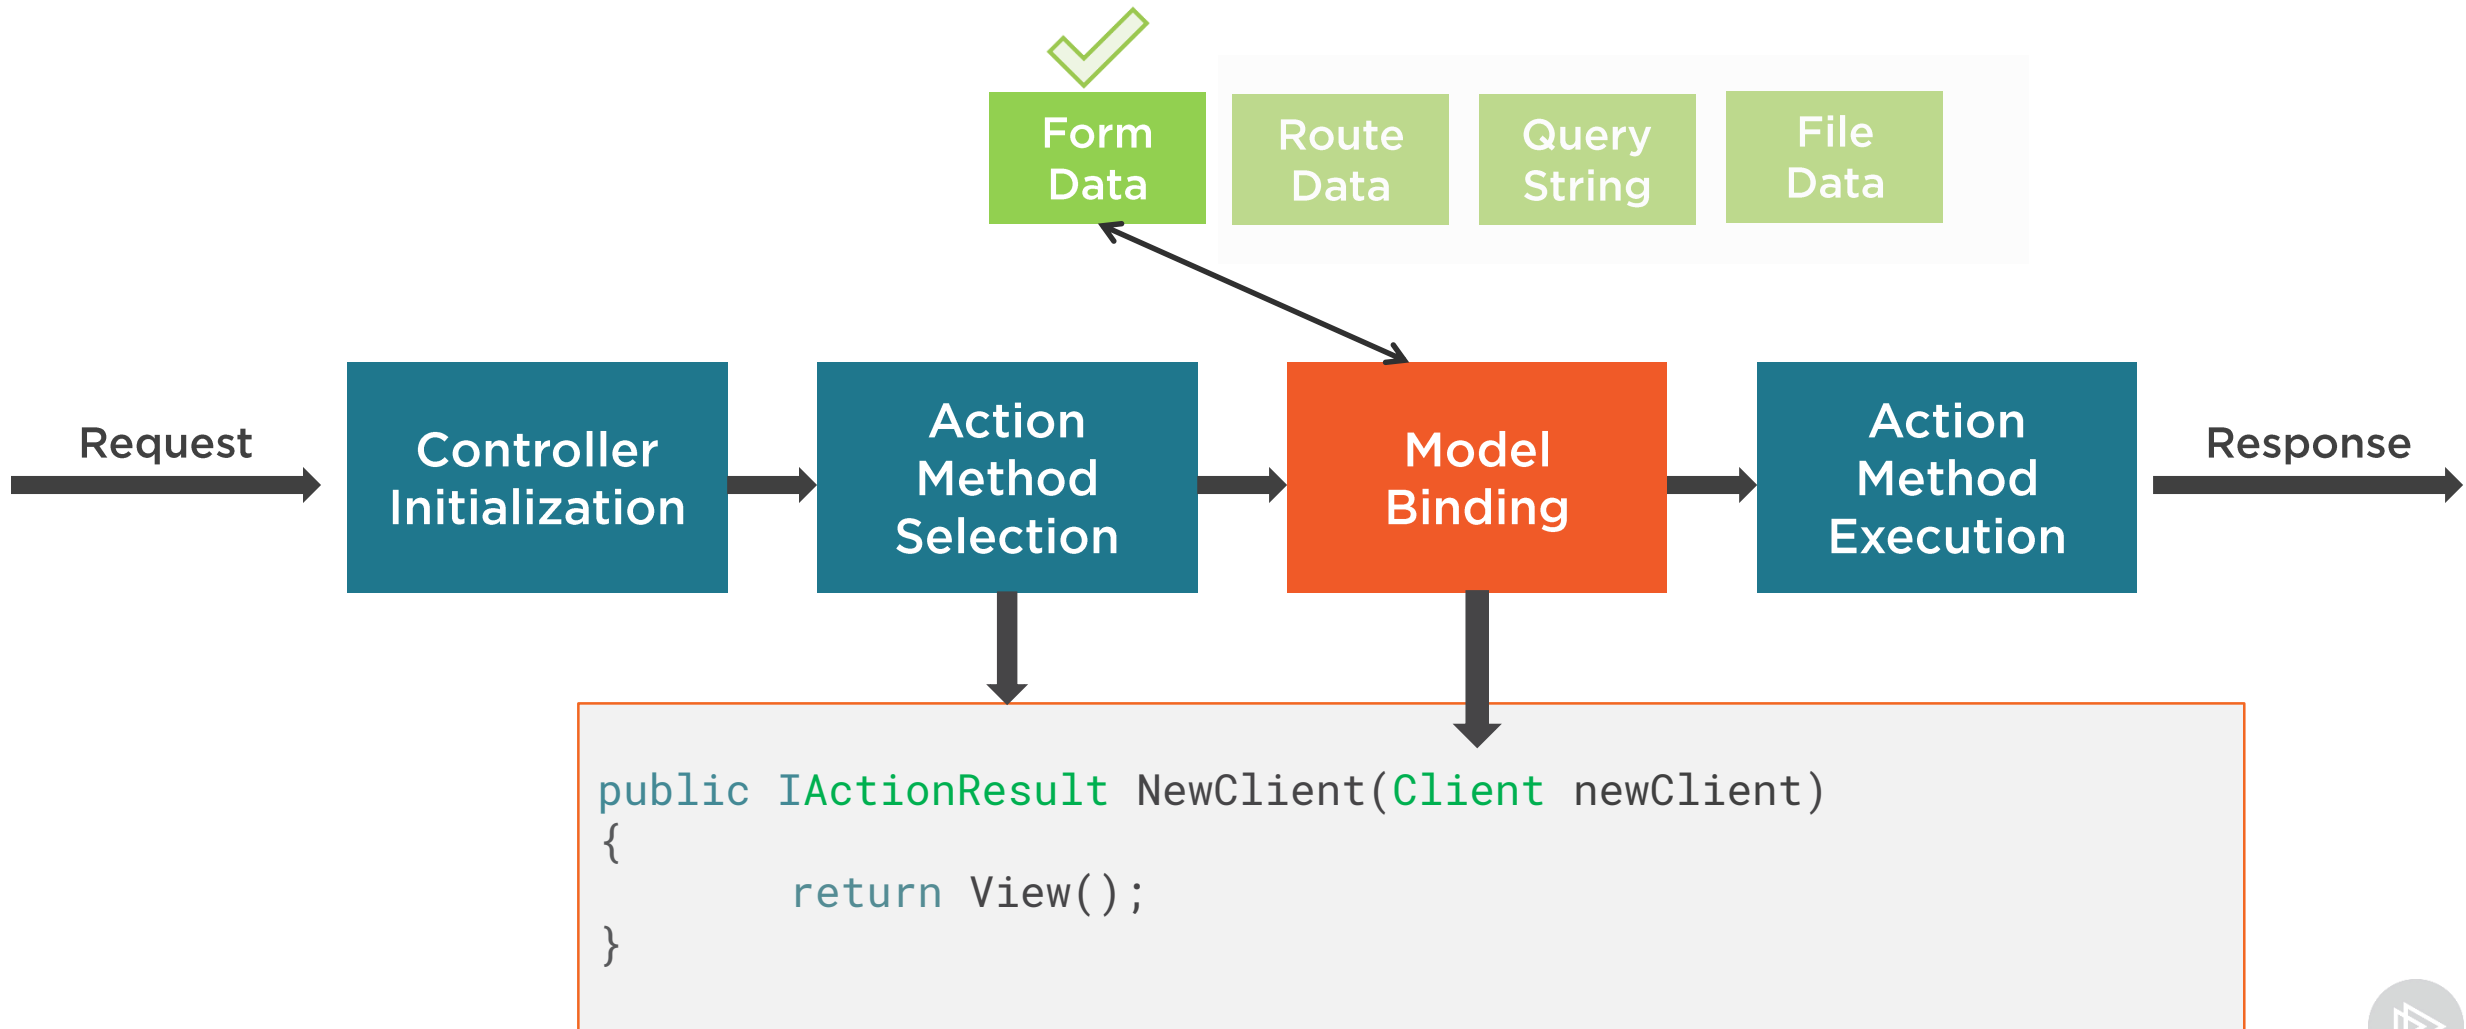 Form
Data
Route
Data
Query
String
File
Data
Request
Controller
Initialization
Action
Method
Selection
Model
Binding
Action
Method
Execution
Response
public IActionResult NewClient(Client newClient)
{
return View();
}